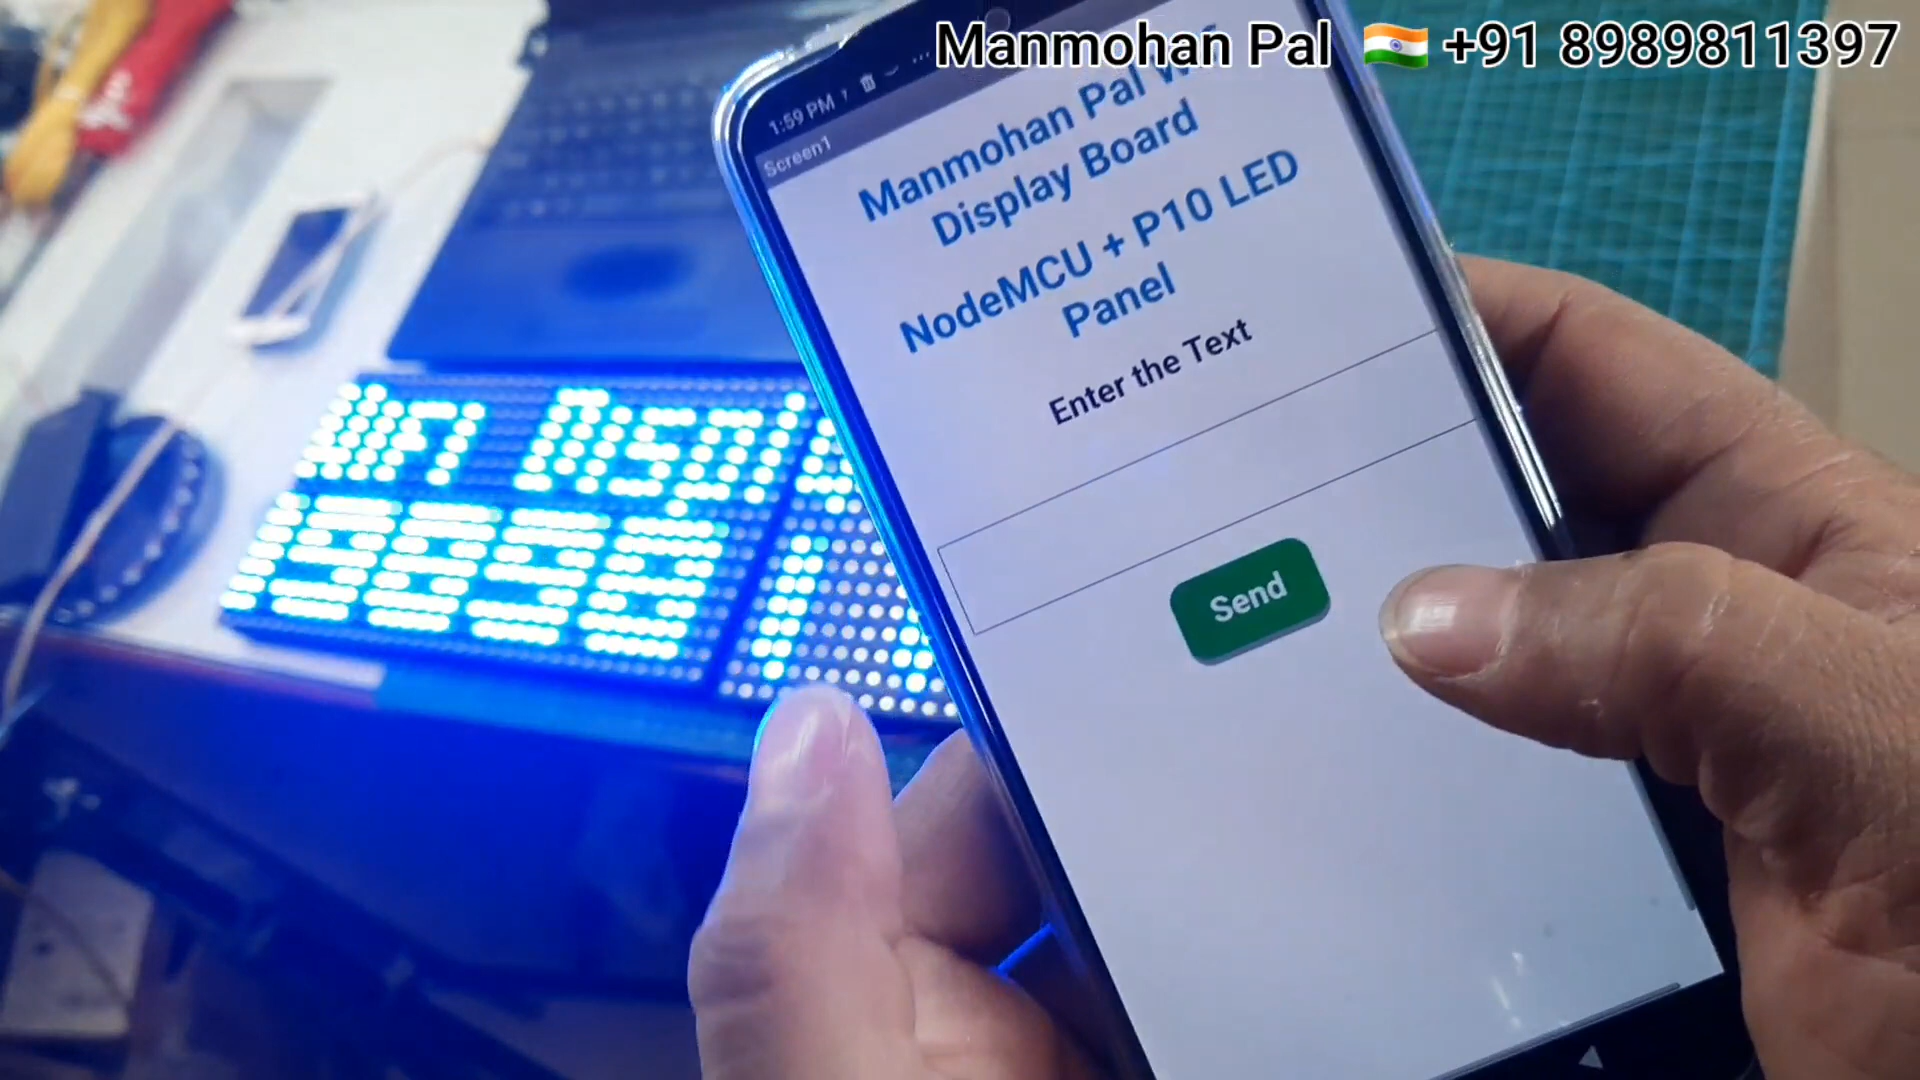 Manmohan Pal 🇮🇳 +91 8989811397
1:59 PM
Screen1
Manmohan Pal
Display Board
NodeMCU + P10 LED
Panel
Enter the Text
Send